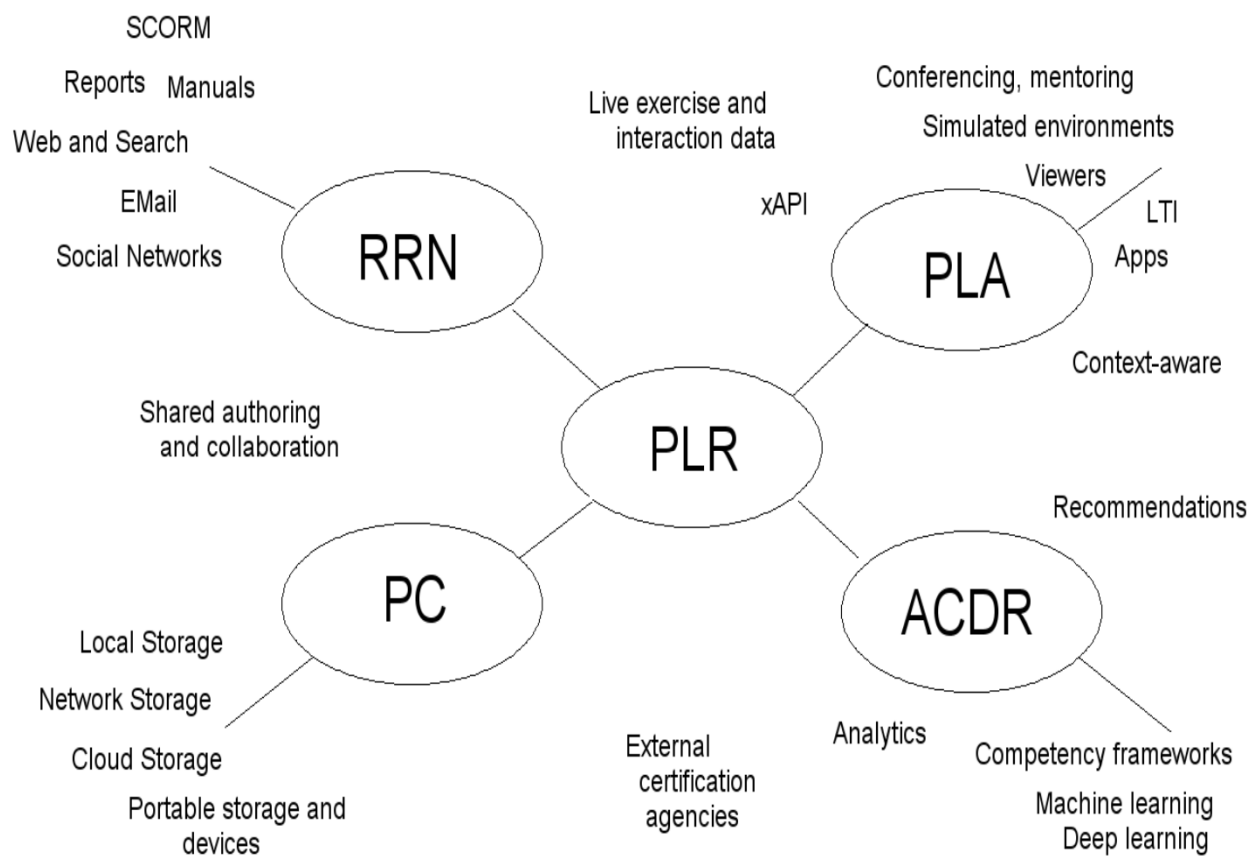 SCORM
Reports
Manuals
Web and Search
EMail
Social Networks
RRN
Live exercise and
interaction data
xAPI
Conferencing, mentoring
Simulated environments
Viewers
LTI
Apps
PLA
Context-aware
Shared authoring
and collaboration
PLR
Recommendations
PC
ACDR
Local Storage
Network Storage
Cloud Storage
Portable storage and
devices
External
certification
agencies
Analytics
Competency frameworks
Machine learning
Deep learning